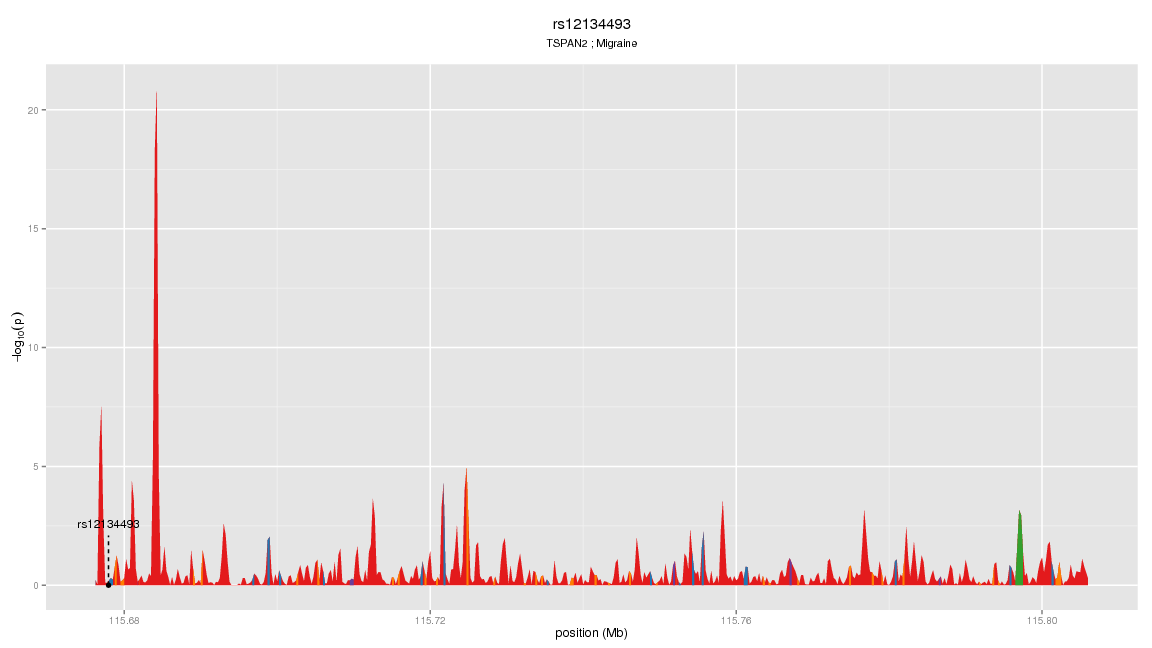 rs12134493
TSPAN2 ; Migraine
20
15
10
5
0
−log10(p)
rs12134493
115.68
115.72
115.76
115.80
position (Mb)